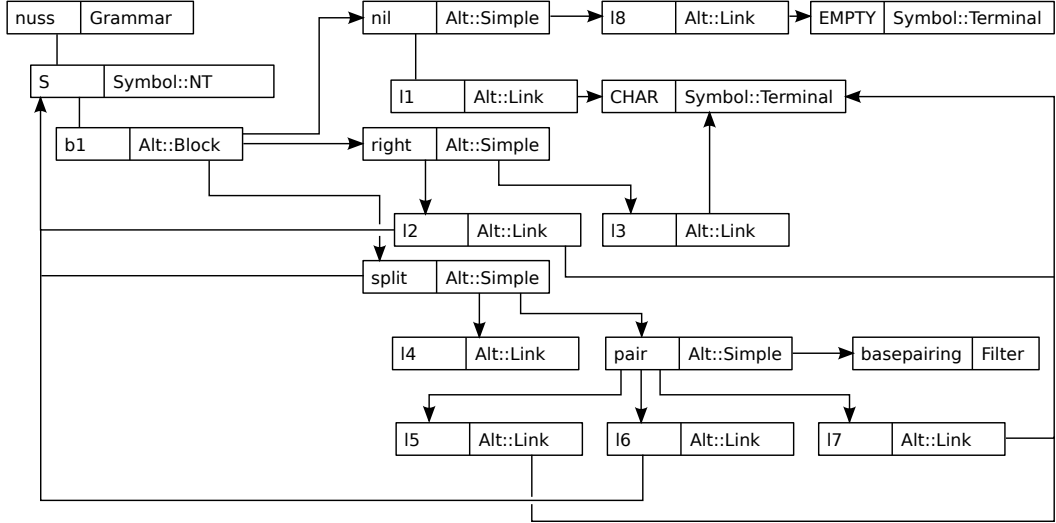 nuss Grammar
nil Alt::Simple
l8 Alt::Link
EMPTY Symbol::Terminal
S Symbol::NT
l1 Alt::Link
CHAR Symbol::Terminal
b1 Alt::Block
right Alt::Simple
l2 Alt::Link
l3 Alt::Link
split Alt::Simple
l4 Alt::Link
pair Alt::Simple
basepairing Filter
l5 Alt::Link
l6 Alt::Link
l7 Alt::Link